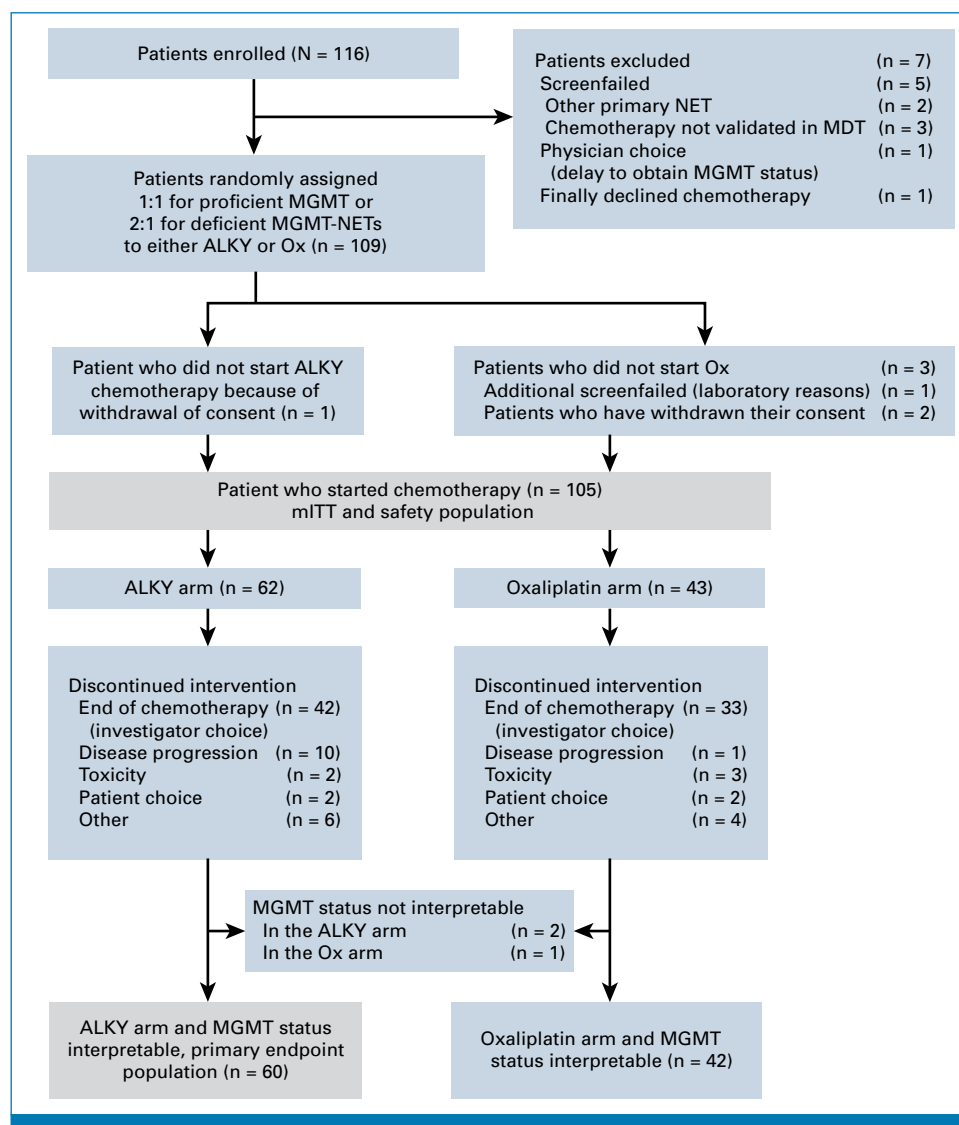 Patients enrolled (N = 116)
Patients excluded (n = 7)
Screenfailed (n = 5)
Other primary NET (n = 2)
Chemotherapy not validated in MDT (n = 3)
Physician choice (n = 1)
(delay to obtain MGMT status)
Finally declined chemotherapy (n = 1)
Patients randomly assigned
1:1 for proficient MGMT or
2:1 for deficient MGMT-NETs
to either ALKY or Ox (n = 109)
Patient who did not start ALKY
chemotherapy because of
withdrawal of consent (n = 1)
Patients who did not start Ox (n = 3)
Additional screenfailed (laboratory reasons) (n = 1)
Patients who have withdrawn their consent (n = 2)
Patient who started chemotherapy (n = 105)
mITT and safety population
ALKY arm (n = 62)
Oxaliplatin arm (n = 43)
Discontinued intervention
End of chemotherapy (n = 42)
(investigator choice)
Disease progression (n = 10)
Toxicity (n = 2)
Patient choice (n = 2)
Other (n = 6)
Discontinued intervention
End of chemotherapy (n = 33)
(investigator choice)
Disease progression (n = 1)
Toxicity (n = 3)
Patient choice (n = 2)
Other (n = 4)
MGMT status not interpretable
In the ALKY arm (n = 2)
In the Ox arm (n = 1)
ALKY arm and MGMT status
interpretable, primary endpoint
population (n = 60)
Oxaliplatin arm and MGMT
status interpretable (n = 42)